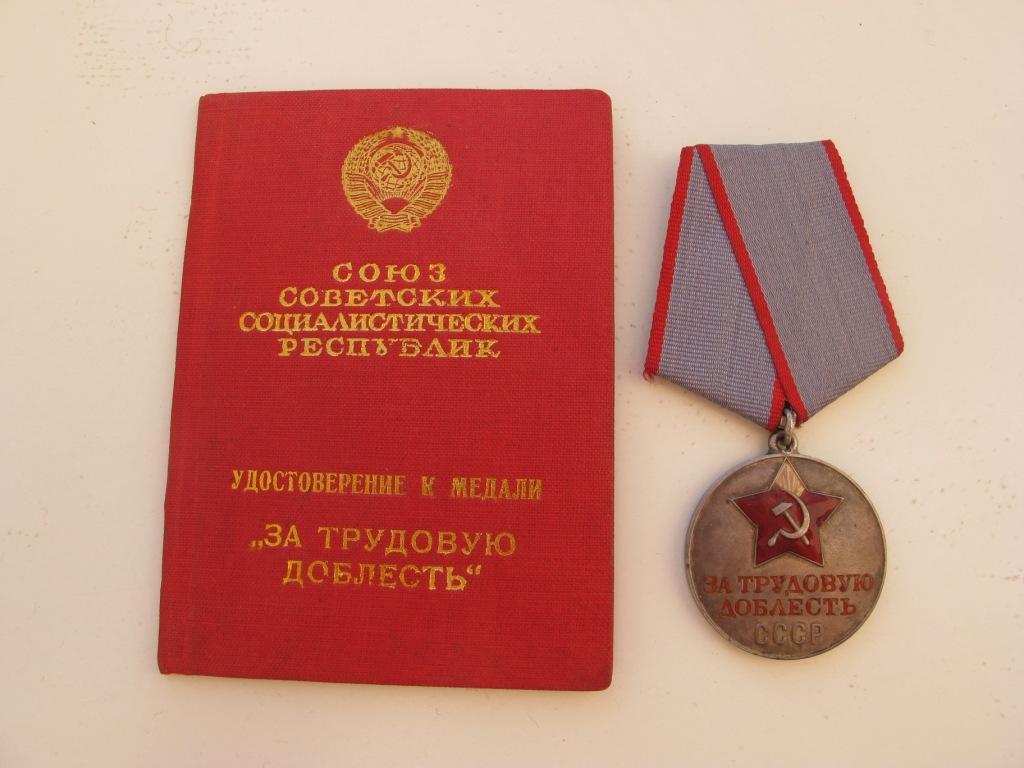 СОЮЗ
СОВЕТСКИХ
СОЦИАЛИСТИЧЕСКИХ
РЕСПУБЛИК
УДОСТОВЕРЕНИЕ К МЕДАЛИ
„ЗА ТРУДОВУЮ
ДОБЛЕСТЬ“
ЗА ТРУДОВУЮ
ДОБЛЕСТЬ
СССР